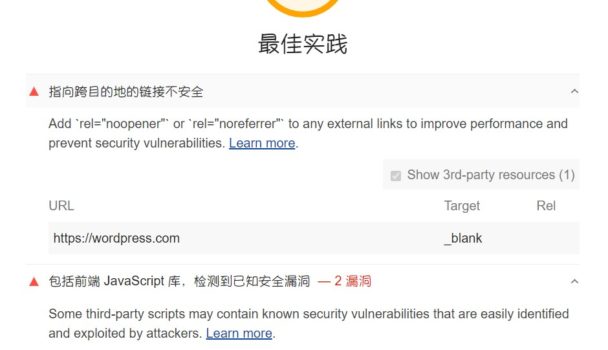 最佳实践
指向跨目的地的链接不安全
Add `rel="noopener"` or `rel="noreferrer"` to any external links to improve performance and
prevent security vulnerabilities. Learn more.
Show 3rd-party resources (1)
URL Target Rel
https://wordpress.com _blank
包括前端 JavaScript 库，检测到已知安全漏洞 — 2 漏洞
Some third-party scripts may contain known security vulnerabilities that are easily identified
and exploited by attackers. Learn more.